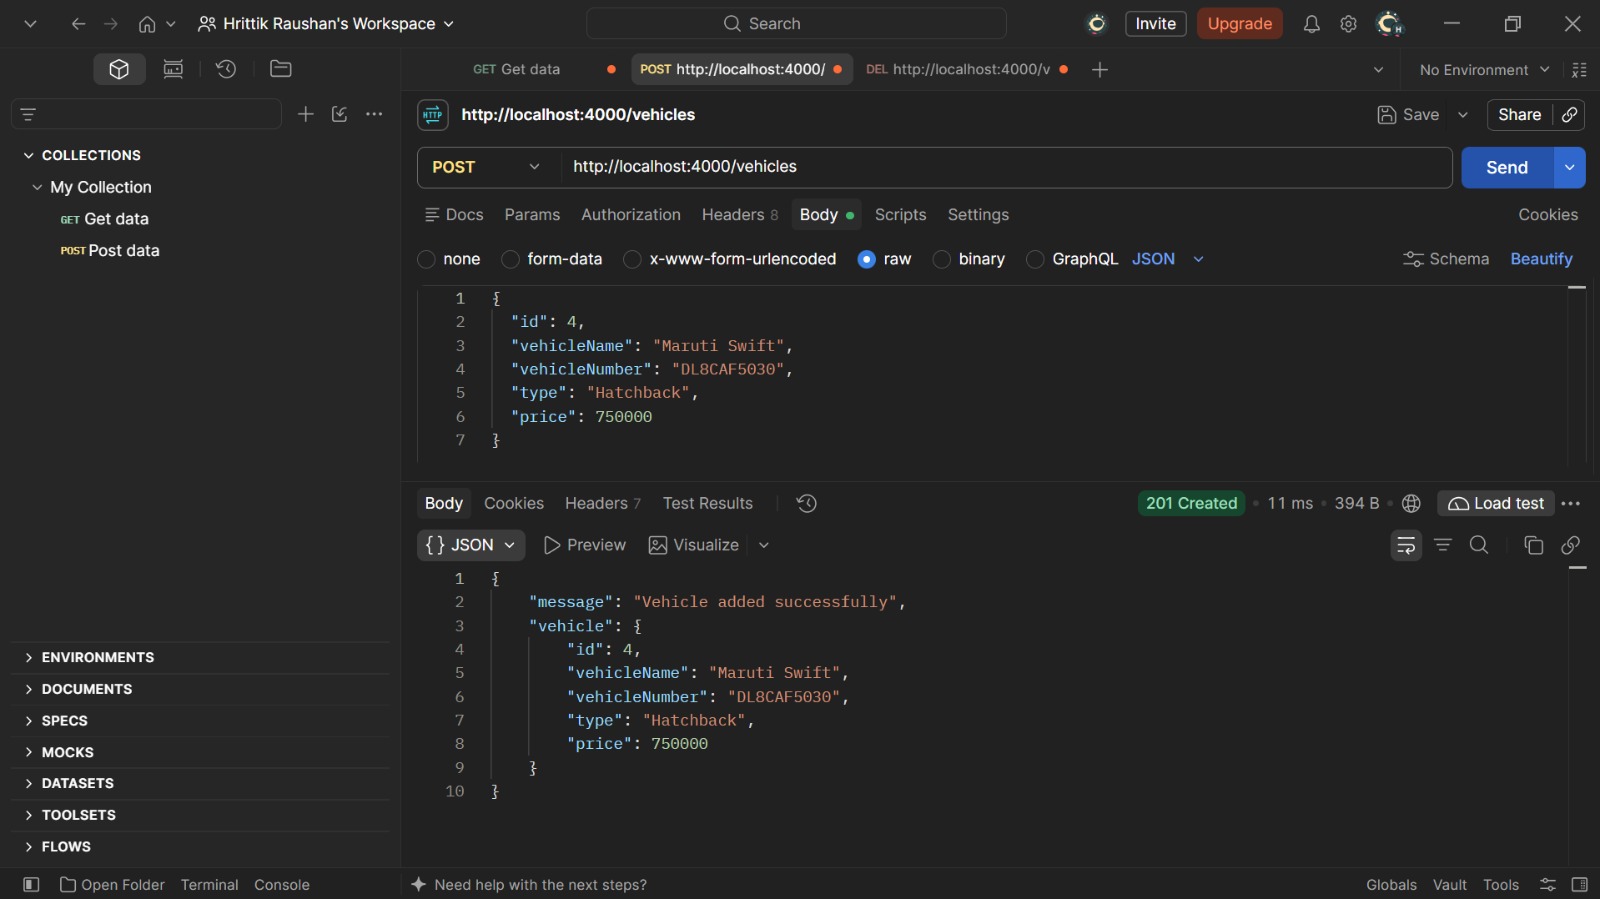 Hrittik Raushan's Workspace
Search
Invite
Upgrade
GET Get data
POST http://localhost:4000/
DEL http://localhost:4000/v
No Environment
HTTP
http://localhost:4000/vehicles
Save
Share
COLLECTIONS
My Collection
GET Get data
POST Post data
POST
http://localhost:4000/vehicles
Send
Docs Params Authorization Headers 8 Body Scripts Settings
Cookies
none form-data x-www-form-urlencoded raw binary GraphQL JSON
Schema Beautify
1 {
2 "id": 4,
3 "vehicleName": "Maruti Swift",
4 "vehicleNumber": "DL8CAF5030",
5 "type": "Hatchback",
6 "price": 750000
7 }
Body Cookies Headers 7 Test Results
201 Created • 11 ms • 394 B •
Load test
{} JSON Preview Visualize
1 {
2 "message": "Vehicle added successfully",
3 "vehicle": {
4 "id": 4,
5 "vehicleName": "Maruti Swift",
6 "vehicleNumber": "DL8CAF5030",
7 "type": "Hatchback",
8 "price": 750000
9 }
10 }
ENVIRONMENTS
DOCUMENTS
SPECS
MOCKS
DATASETS
TOOLSETS
FLOWS
Open Folder Terminal Console
Need help with the next steps?
Globals Vault Tools